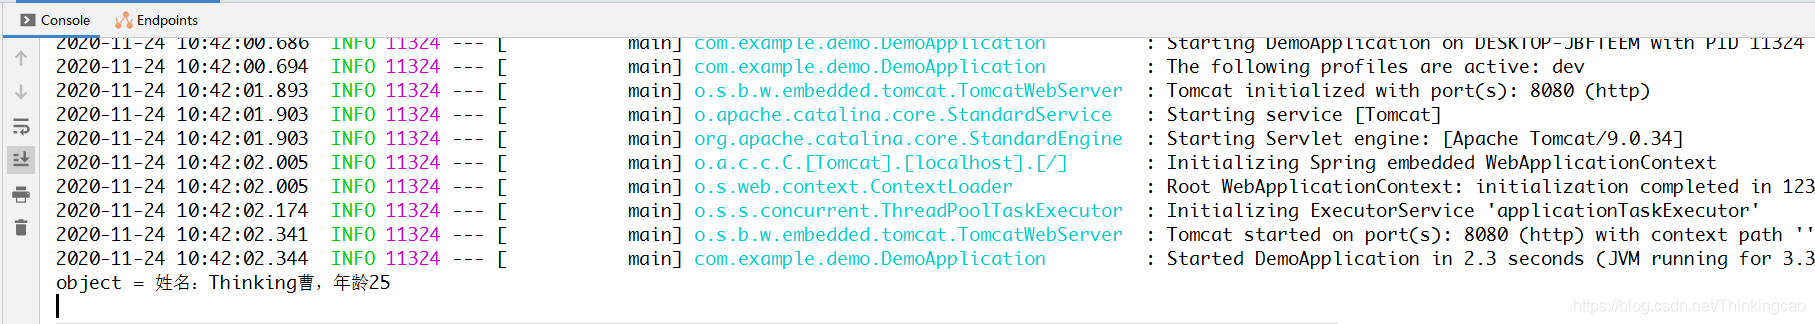 Console Endpoints
2020-11-24 10:42:00.686  INFO 11324 --- [           main] com.example.demo.DemoApplication         : Starting DemoApplication on DESKTOP-JBFTEEM with PID 11324
2020-11-24 10:42:00.694  INFO 11324 --- [           main] com.example.demo.DemoApplication         : The following profiles are active: dev
2020-11-24 10:42:01.893  INFO 11324 --- [           main] o.s.b.w.embedded.tomcat.TomcatWebServer  : Tomcat initialized with port(s): 8080 (http)
2020-11-24 10:42:01.903  INFO 11324 --- [           main] o.apache.catalina.core.StandardService   : Starting service [Tomcat]
2020-11-24 10:42:01.903  INFO 11324 --- [           main] org.apache.catalina.core.StandardEngine  : Starting Servlet engine: [Apache Tomcat/9.0.34]
2020-11-24 10:42:02.005  INFO 11324 --- [           main] o.a.c.c.C.[Tomcat].[localhost].[/]       : Initializing Spring embedded WebApplicationContext
2020-11-24 10:42:02.005  INFO 11324 --- [           main] o.s.web.context.ContextLoader            : Root WebApplicationContext: initialization completed in 123
2020-11-24 10:42:02.174  INFO 11324 --- [           main] o.s.s.concurrent.ThreadPoolTaskExecutor  : Initializing ExecutorService 'applicationTaskExecutor'
2020-11-24 10:42:02.341  INFO 11324 --- [           main] o.s.b.w.embedded.tomcat.TomcatWebServer  : Tomcat started on port(s): 8080 (http) with context path ''
2020-11-24 10:42:02.344  INFO 11324 --- [           main] com.example.demo.DemoApplication         : Started DemoApplication in 2.3 seconds (JVM running for 3.3
object = 姓名：Thinking曹，年龄25
https://blog.csdn.net/Thinkingcao